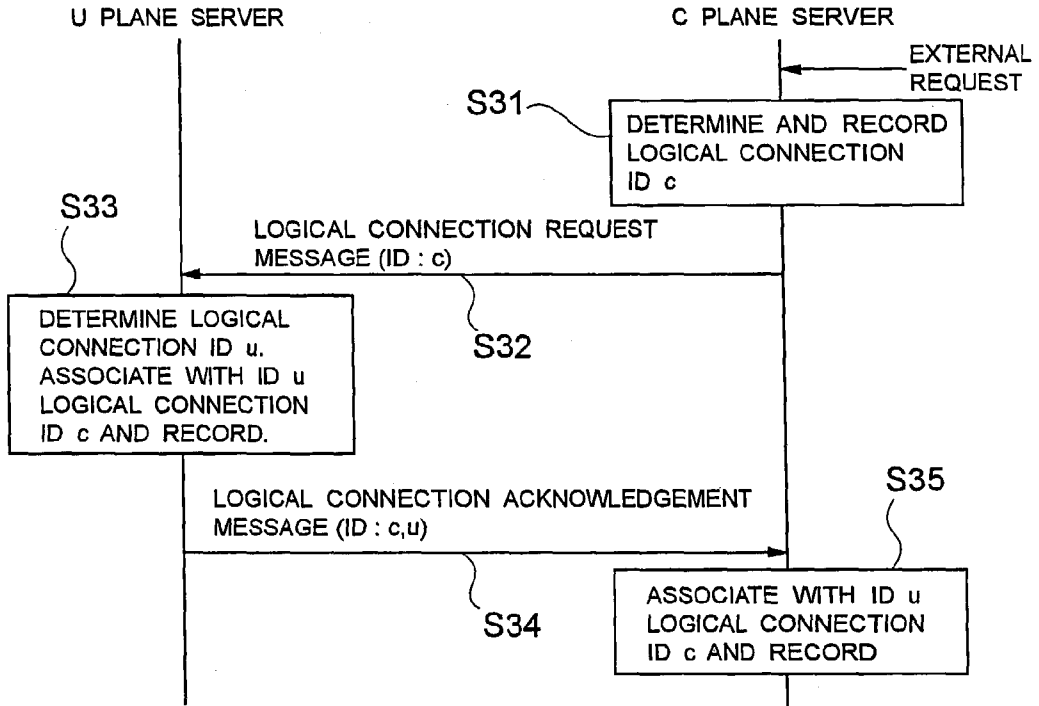 U PLANE SERVER
C PLANE SERVER
EXTERNAL
REQUEST
S31
DETERMINE AND RECORD
LOGICAL CONNECTION
ID c
S33
LOGICAL CONNECTION REQUEST
MESSAGE (ID : c)
S32
DETERMINE LOGICAL
CONNECTION ID u.
ASSOCIATE WITH ID u
LOGICAL CONNECTION
ID c AND RECORD.
LOGICAL CONNECTION ACKNOWLEDGEMENT
MESSAGE (ID : c,u)
S35
S34
ASSOCIATE WITH ID u
LOGICAL CONNECTION
ID c AND RECORD